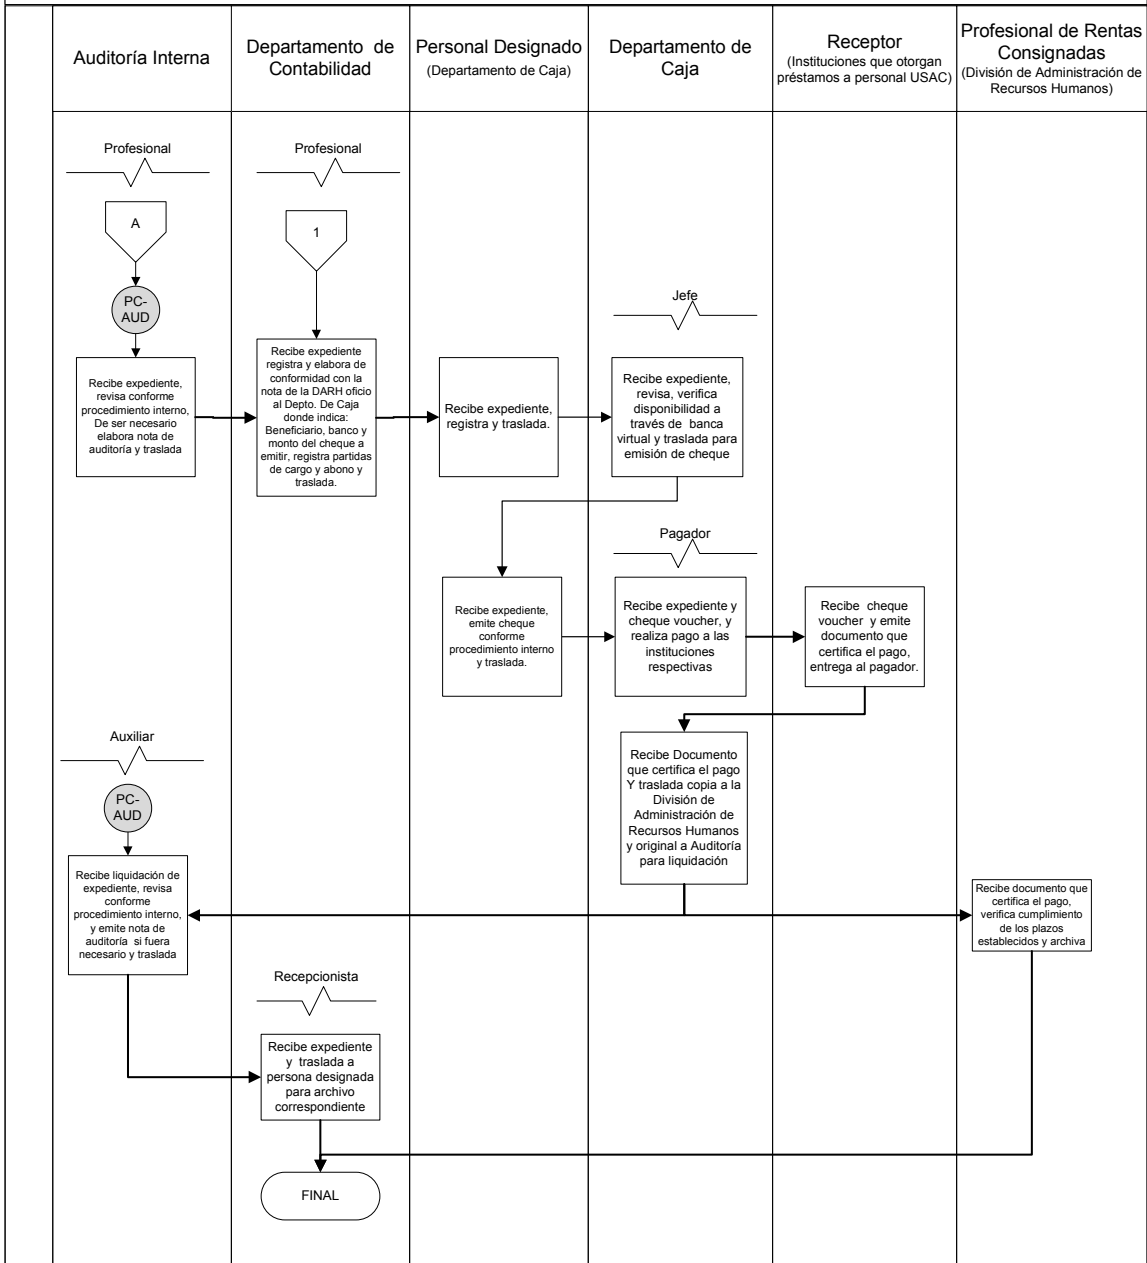 Auditoría Interna
Departamento de
Contabilidad
Personal Designado
(Departamento de Caja)
Departamento de
Caja
Receptor
(Instituciones que otorgan
préstamos a personal USAC)
Profesional de Rentas
Consignadas
(División de Administración de
Recursos Humanos)
Profesional
Profesional
A
1
PC-
AUD
Jefe
Recibe expediente,
revisa conforme
procedimiento interno,
De ser necesario
elabora nota de
auditoría y traslada
Recibe expediente
registra y elabora de
conformidad con la
nota de la DARH oficio
al Depto. De Caja
donde indica:
Beneficiario, banco y
monto del cheque a
emitir, registra partidas
de cargo y abono y
traslada.
Recibe expediente,
registra y traslada.
Recibe expediente,
revisa, verifica
disponibilidad a
través de banca
virtual y traslada para
emisión de cheque
Pagador
Recibe expediente,
emite cheque
conforme
procedimiento interno
y traslada.
Recibe expediente y
cheque voucher, y
realiza pago a las
instituciones
respectivas
Recibe cheque
voucher y emite
documento que
certifica el pago,
entrega al pagador.
Recibe Documento
que certifica el pago
Y traslada copia a la
División de
Administración de
Recursos Humanos
y original a Auditoría
para liquidación
Auxiliar
PC-
AUD
Recibe liquidación de
expediente, revisa
conforme
procedimiento interno,
y emite nota de
auditoría si fuera
necesario y traslada
Recibe documento que
certifica el pago,
verifica cumplimiento
de los plazos
establecidos y archiva
Recepcionista
Recibe expediente
y traslada a
persona designada
para archivo
correspondiente
FINAL